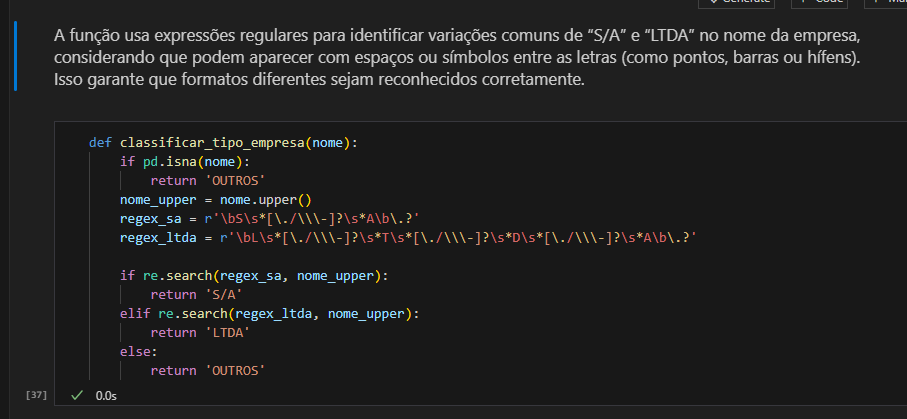 Generate
Code
A função usa expressões regulares para identificar variações comuns de “S/A” e “LTDA” no nome da empresa,
considerando que podem aparecer com espaços ou símbolos entre as letras (como pontos, barras ou hífens).
Isso garante que formatos diferentes sejam reconhecidos corretamente.
def classificar_tipo_empresa(nome):
if pd.isna(nome):
return 'OUTROS'
nome_upper = nome.upper()
regex_sa = r'\bS\s*[\./\\\-]?\s*A\b\.?'
regex_ltda = r'\bL\s*[\./\\\-]?\s*T\s*[\./\\\-]?\s*D\s*[\./\\\-]?\s*A\b\.?'
if re.search(regex_sa, nome_upper):
return 'S/A'
elif re.search(regex_ltda, nome_upper):
return 'LTDA'
else:
return 'OUTROS'
[37]
0.0s